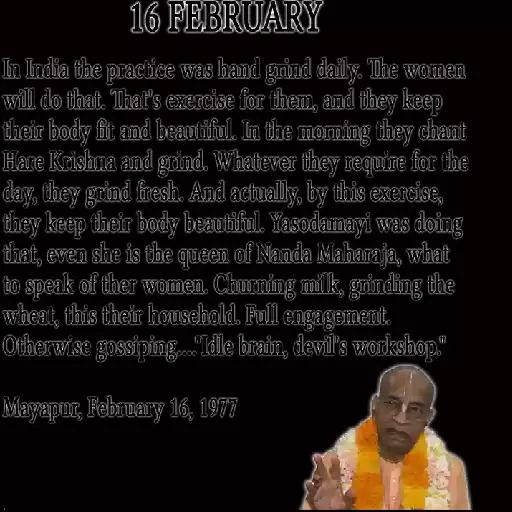 16 FEBRUARY
In India the practice was hand grind daily. The women
will do that. That's exercise for them, and they keep
their body fit and beautiful. In the morning they chant
Hare Krishna and grind. Whatever they require for the
day, they grind fresh. And actually, by this exercise,
they keep their body beautiful. Yasodamayi was doing
that, even she is the queen of Nanda Maharaja, what
to speak of ther women. Churning milk, grinding the
wheat, this their household. Full engagement.
Otherwise gossiping...."Idle brain, devil's workshop."
Mayapur, February 16, 1977